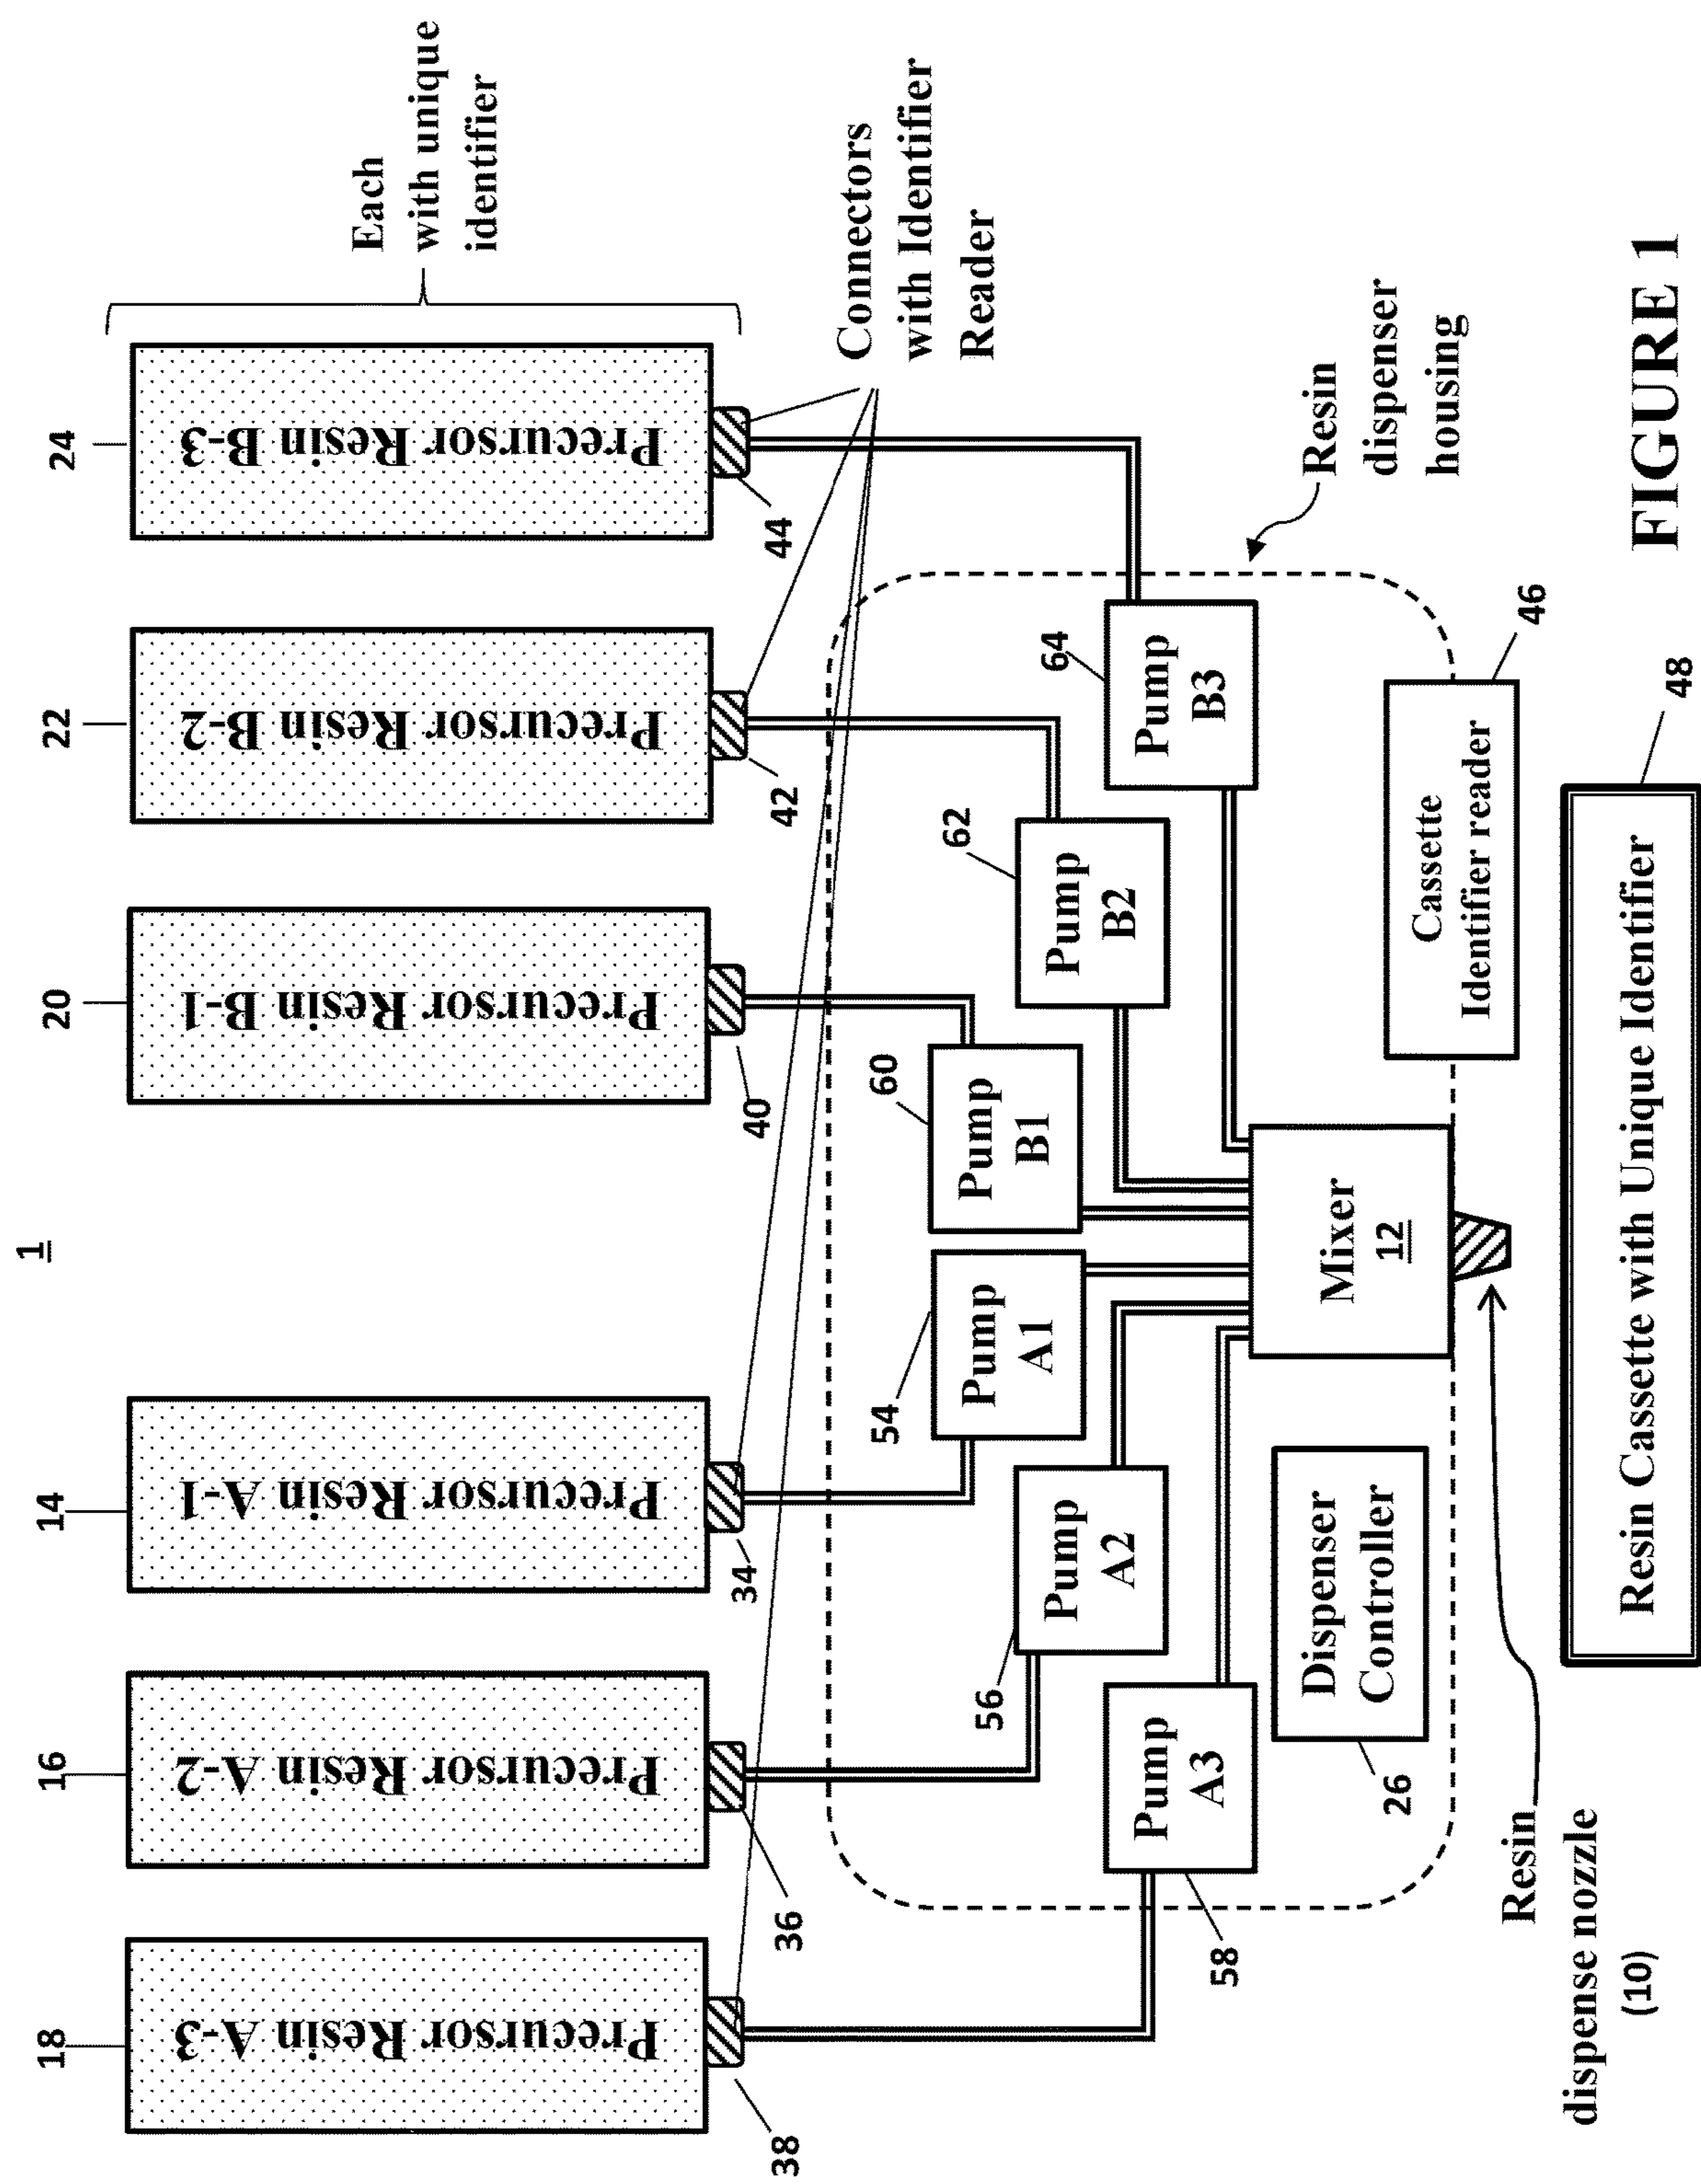 1
18
16
14
20
22
24
Precursor Resin A-3
Precursor Resin A-2
Precursor Resin A-1
Precursor Resin B-1
Precursor Resin B-2
Precursor Resin B-3
Each
with unique
identifier
38
36
34
40
42
44
Connectors
with Identifier
Reader
54
Pump
A1
60
Pump
B1
56
Pump
A2
62
Pump
B2
58
Pump
A3
64
Pump
B3
Resin
dispenser
housing
Dispenser
Controller
26
Mixer
12
Cassette
Identifier reader
46
Resin
dispense nozzle
(10)
Resin Cassette with Unique Identifier
48
FIGURE 1